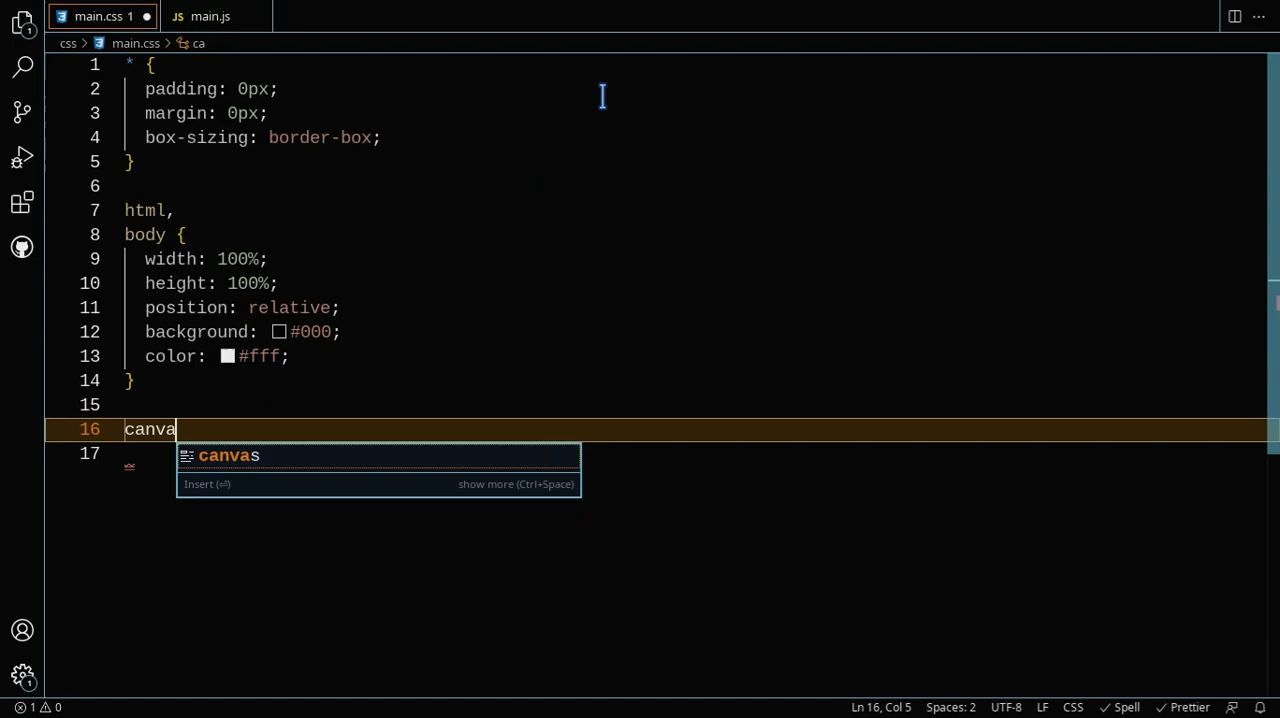 main.css 1
JS main.js
css > main.css > ca
1 * {
2 padding: 0px;
3 margin: 0px;
4 box-sizing: border-box;
5 }
6
7 html,
8 body {
9 width: 100%;
10 height: 100%;
11 position: relative;
12 background: #000;
13 color: #fff;
14 }
15
16 canva
17
canvas
Insert (⏎) show more (Ctrl+Space)
1
1
1 0 Ln 16, Col 5 Spaces: 2 UTF-8 LF CSS ✓ Spell ✓ Prettier